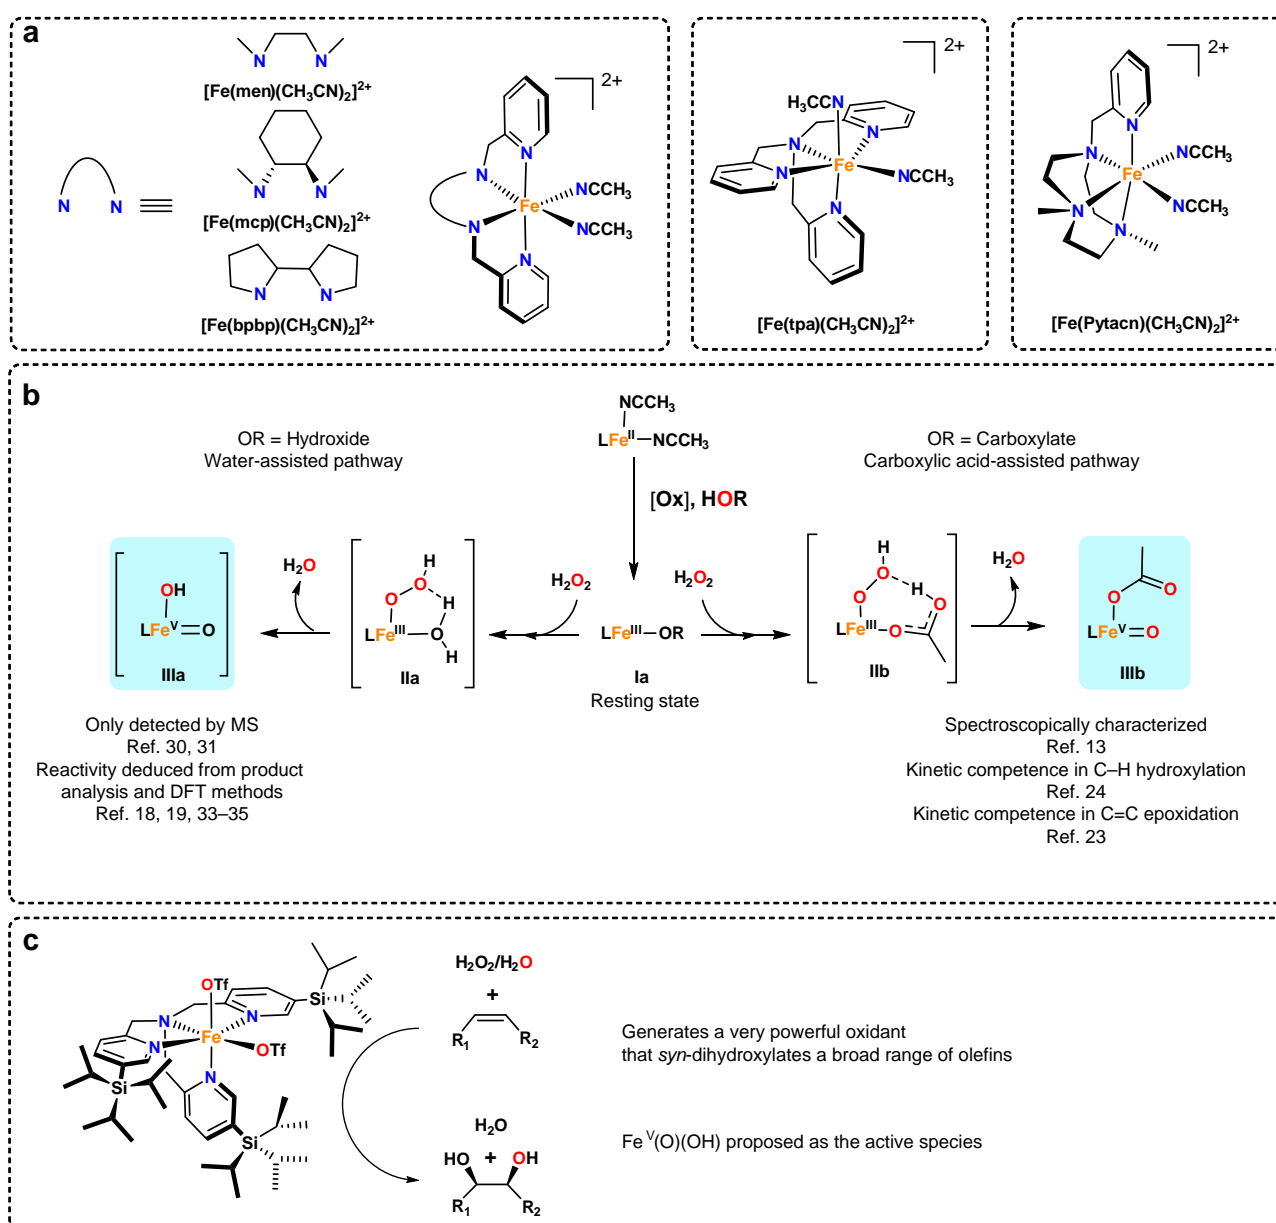 a
N N
[Fe(men)(CH₃CN)₂]²⁺
N N
[Fe(mcp)(CH₃CN)₂]²⁺
N N
[Fe(bpbp)(CH₃CN)₂]²⁺
N N
2+
N
N
Fe
NCCH₃
N
NCCH₃
N
2+
H₃CN
N
N
N
Fe
NCCH₃
N
[Fe(tpa)(CH₃CN)₂]²⁺
2+
N
N
NCCH₃
Fe
NCCH₃
N
N
[Fe(Pytacn)(CH₃CN)₂]²⁺
b
NCCH₃
LFeᴵᴵ—NCCH₃
OR = Hydroxide
Water-assisted pathway
OR = Carboxylate
Carboxylic acid-assisted pathway
[Ox], HOR
OH
LFeⱽ=O
IIIa
H₂O
H
O
O
H
LFeᴵᴵᴵ—O
H
IIa
H₂O₂
H₂O₂
LFeᴵᴵᴵ—OR
Ia
Resting state
H
O
O
H
O
LFeᴵᴵᴵ—O
IIb
H₂O
O
O
LFeⱽ=O
IIIb
Only detected by MS
Ref. 30, 31
Reactivity deduced from product
analysis and DFT methods
Ref. 18, 19, 33–35
Spectroscopically characterized
Ref. 13
Kinetic competence in C–H hydroxylation
Ref. 24
Kinetic competence in C=C epoxidation
Ref. 23
c
OTf
Si
N
N
Fe
N
OTf
N
Si
Si
H₂O₂/H₂O
+
R₁ R₂
H₂O
+
HO OH
R₁ R₂
Generates a very powerful oxidant
that syn-dihydroxylates a broad range of olefins
Feⱽ(O)(OH) proposed as the active species